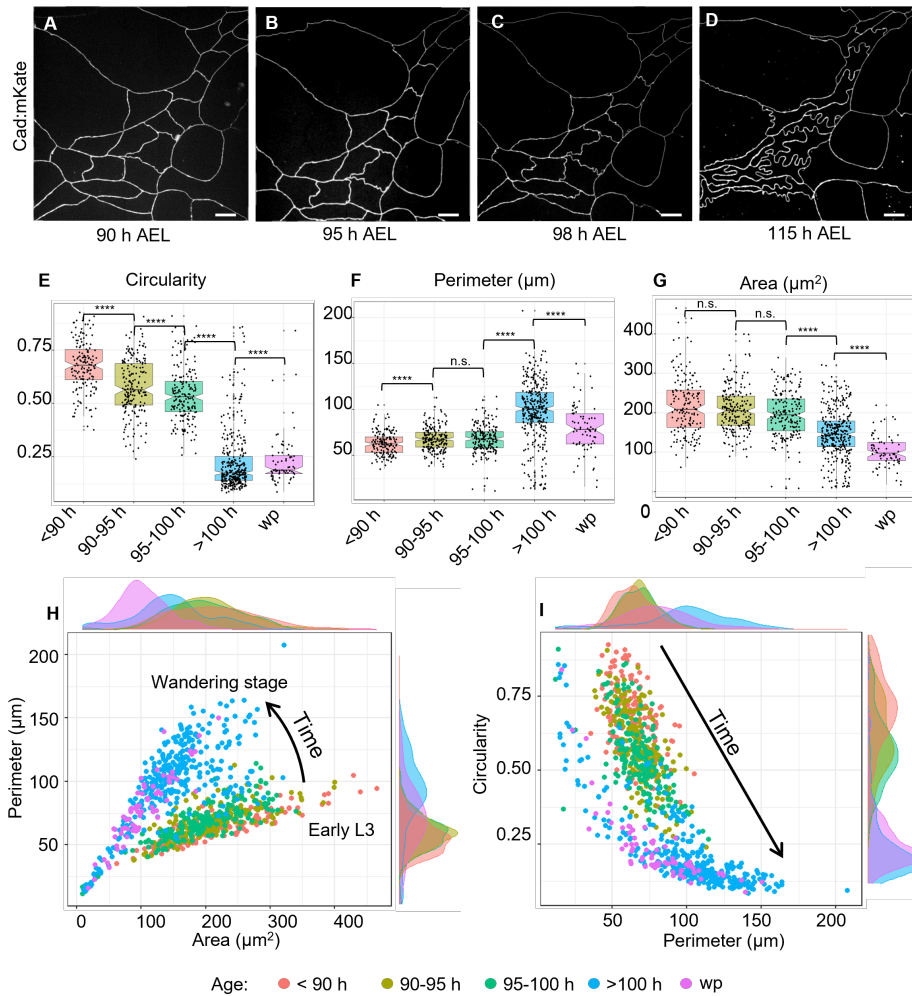 A
B
C
D
Cad:mKate
90 h AEL
95 h AEL
98 h AEL
115 h AEL
E
Circularity
F
Perimeter (µm)
G
Area (µm²)
****
****
****
****
0.75
0.50
0.25
<90 h
90-95 h
95-100 h
>100 h
wp
****
n.s.
****
****
200
150
100
50
<90 h
90-95 h
95-100 h
>100 h
wp
n.s.
n.s.
****
****
400
300
200
100
0
<90 h
90-95 h
95-100 h
>100 h
wp
H
Wandering stage
Time
Early L3
Perimeter (µm)
200
150
100
50
0
100
200
300
400
Area (µm²)
I
Time
Circularity
0.75
0.50
0.25
50
100
150
200
Perimeter (µm)
Age:
< 90 h
90-95 h
95-100 h
>100 h
wp